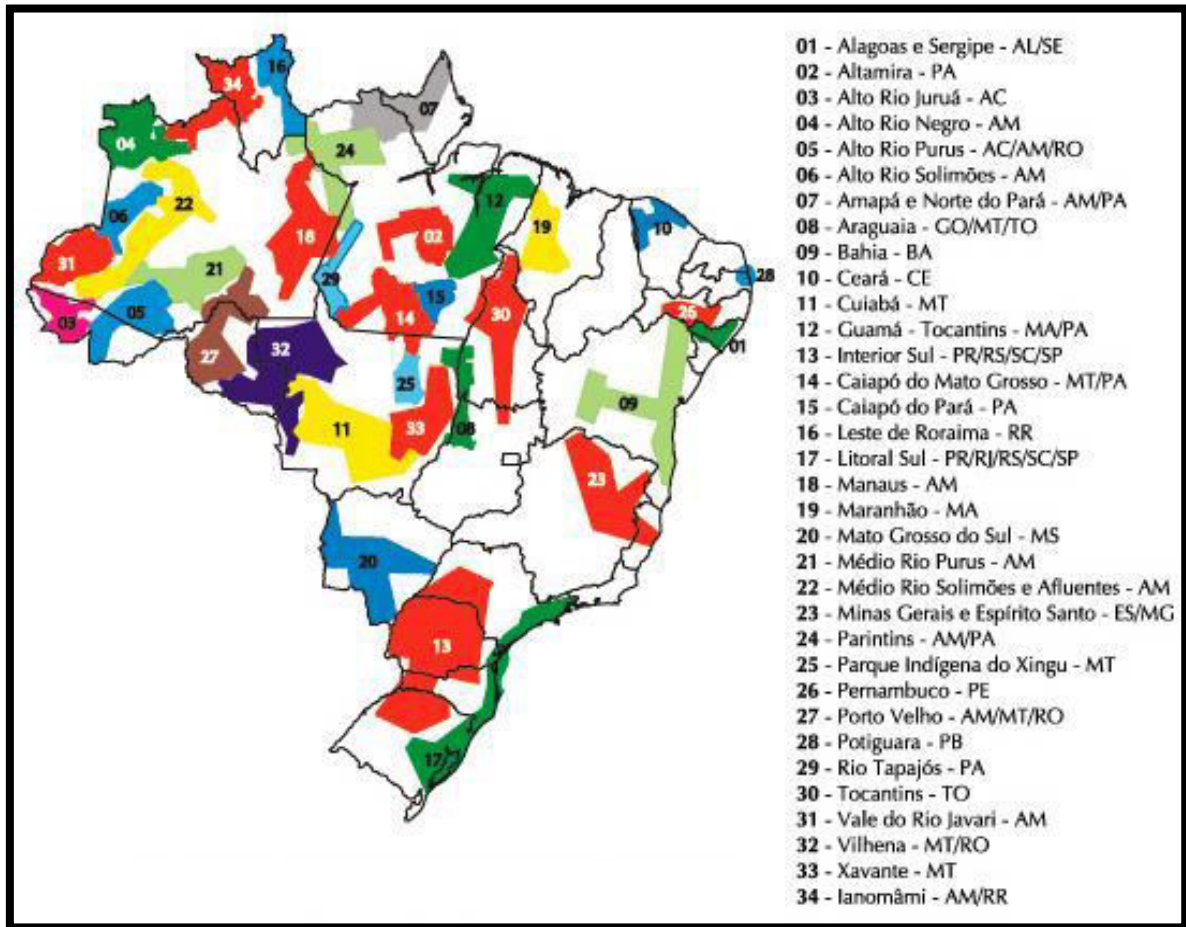 01 - Alagoas e Sergipe - AL/SE
02 - Altamira - PA
03 - Alto Rio Juruá - AC
04 - Alto Rio Negro - AM
05 - Alto Rio Purus - AC/AM/RO
06 - Alto Rio Solimões - AM
07 - Amapá e Norte do Pará - AM/PA
08 - Araguaia - GO/MT/TO
09 - Bahia - BA
10 - Ceará - CE
11 - Cuiabá - MT
12 - Guamá - Tocantins - MA/PA
13 - Interior Sul - PR/RS/SC/SP
14 - Caiapó do Mato Grosso - MT/PA
15 - Caiapó do Pará - PA
16 - Leste de Roraima - RR
17 - Litoral Sul - PR/RJ/RS/SC/SP
18 - Manaus - AM
19 - Maranhão - MA
20 - Mato Grosso do Sul - MS
21 - Médio Rio Purus - AM
22 - Médio Rio Solimões e Afluentes - AM
23 - Minas Gerais e Espírito Santo - ES/MG
24 - Parintins - AM/PA
25 - Parque Indígena do Xingu - MT
26 - Pernambuco - PE
27 - Porto Velho - AM/MT/RO
28 - Potiguara - PB
29 - Rio Tapajós - PA
30 - Tocantins - TO
31 - Vale do Rio Javari - AM
32 - Vilhena - MT/RO
33 - Xavante - MT
34 - Ianomâmi - AM/RR
16
34
07
04
24
22
12
06
19
10
18
02
31
21
29
28
15
30
26
03
05
14
01
27
32
25
09
11
33
08
23
20
13
17